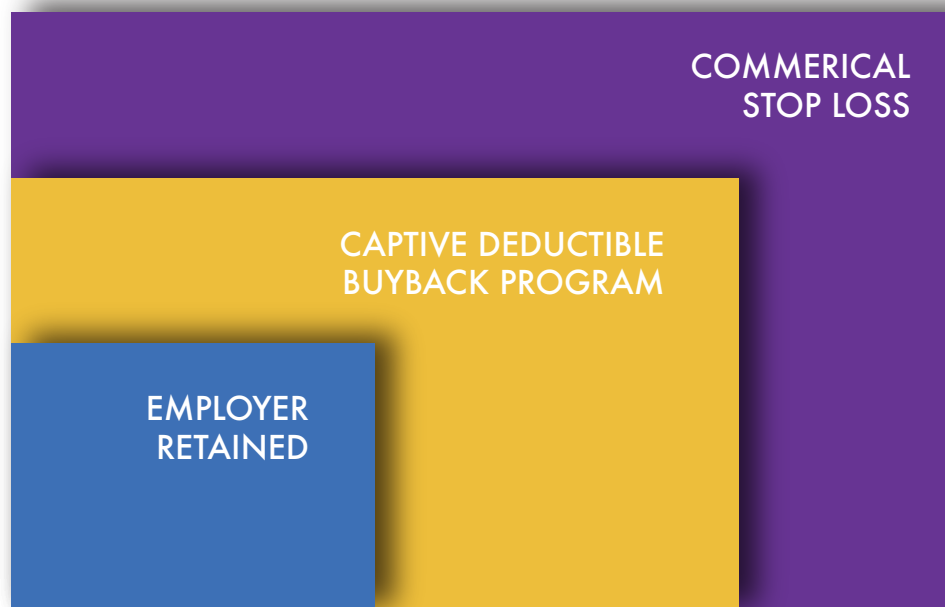 COMMERICAL
STOP LOSS
CAPTIVE DEDUCTIBLE
BUYBACK PROGRAM
EMPLOYER
RETAINED